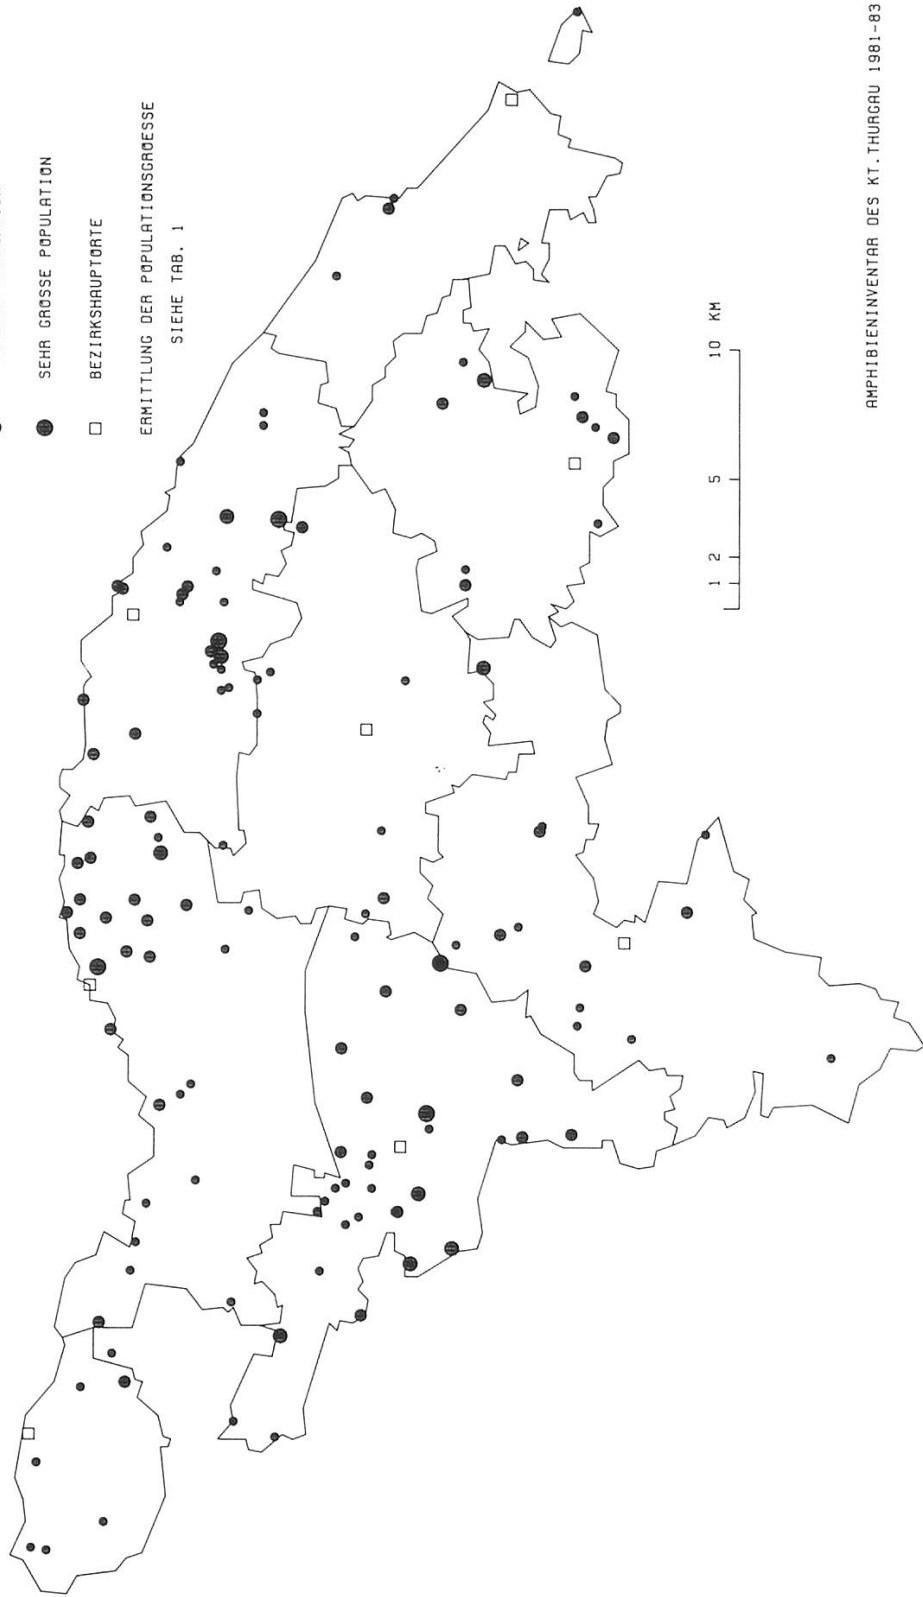 SEHR GROSSE POPULATION
BEZIRKSHAUPTORTE
ERMITTLUNG DER POPULATIONSGROESSE
SIEHE TAB. 1
1 2 5 10 KM
AMPHIBIENINVENTAR DES KT.THURGAU 1981-83